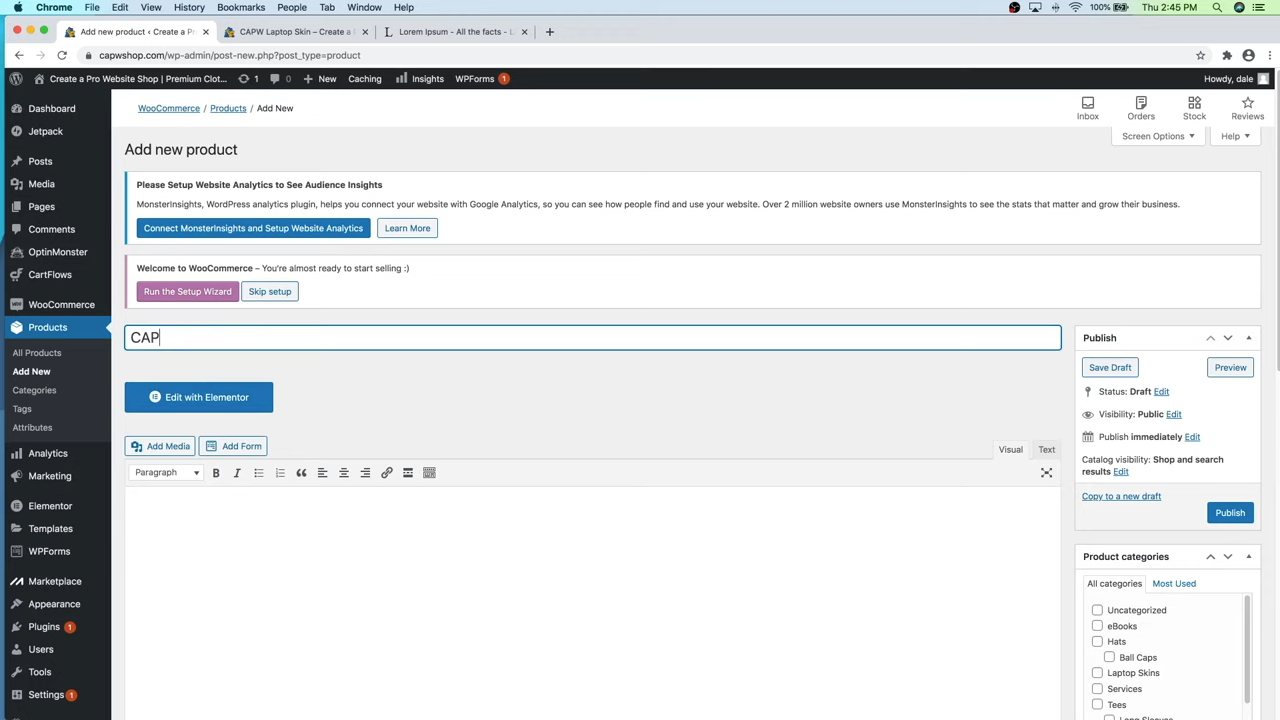 Chrome File Edit View History Bookmarks People Tab Window Help 100% Thu 2:45 PM
Add new product ‹ Create a Pr × CAPW Laptop Skin – Create a × Lorem Ipsum - All the facts - L ×
capwshop.com/wp-admin/post-new.php?post_type=product
Create a Pro Website Shop | Premium Clot... 1 0 New Caching Insights WPForms 1 Howdy, dale
Dashboard
Jetpack
Posts
Media
Pages
Comments
OptinMonster
CartFlows
WooCommerce
Products
All Products
Add New
Categories
Tags
Attributes
Analytics
Marketing
Elementor
Templates
WPForms
Marketplace
Appearance
Plugins 1
Users
Tools
Settings 1
WooCommerce / Products / Add New
Inbox Orders Stock Reviews
Screen Options Help
Add new product
Please Setup Website Analytics to See Audience Insights
MonsterInsights, WordPress analytics plugin, helps you connect your website with Google Analytics, so you can see how people find and use your website. Over 2 million website owners use MonsterInsights to see the stats that matter and grow their business.
Connect MonsterInsights and Setup Website Analytics Learn More
Welcome to WooCommerce – You're almost ready to start selling :)
Run the Setup Wizard Skip setup
CAP
Edit with Elementor
Add Media Add Form
Visual Text
Paragraph B I
Publish
Save Draft Preview
Status: Draft Edit
Visibility: Public Edit
Publish immediately Edit
Catalog visibility: Shop and search
results Edit
Copy to a new draft
Publish
Product categories
All categories Most Used
Uncategorized
eBooks
Hats
Ball Caps
Laptop Skins
Services
Tees
Long Sleeves